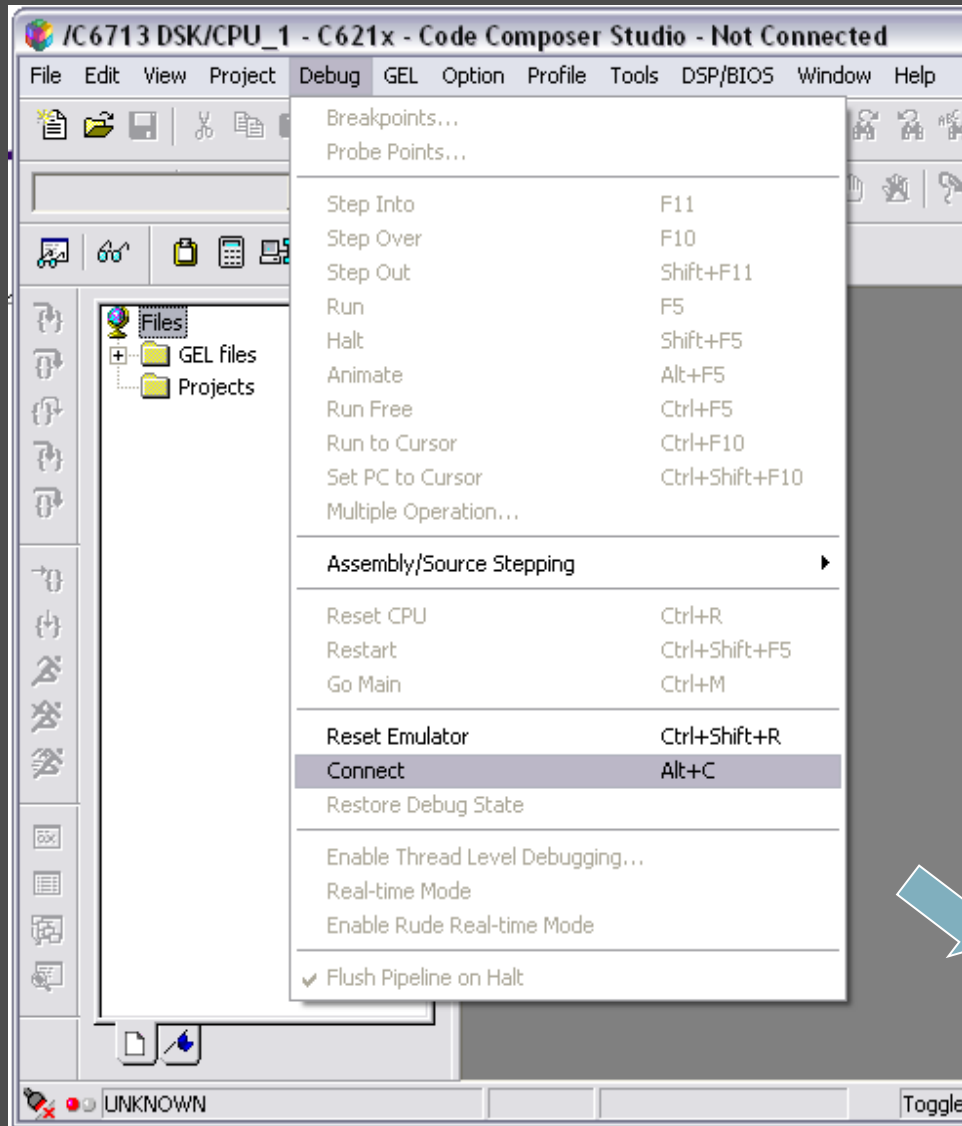 /C6713 DSK/CPU_1 - C621x - Code Composer Studio - Not Connected
File Edit View Project Debug GEL Option Profile Tools DSP/BIOS Window Help
Breakpoints...
Probe Points...
Step Into F11
Step Over F10
Step Out Shift+F11
Run F5
Halt Shift+F5
Animate Alt+F5
Run Free Ctrl+F5
Run to Cursor Ctrl+F10
Set PC to Cursor Ctrl+Shift+F10
Multiple Operation...
Assembly/Source Stepping
Reset CPU Ctrl+R
Restart Ctrl+Shift+F5
Go Main Ctrl+M
Reset Emulator Ctrl+Shift+R
Connect Alt+C
Restore Debug State
Enable Thread Level Debugging...
Real-time Mode
Enable Rude Real-time Mode
Flush Pipeline on Halt
Files
GEL files
Projects
UNKNOWN
Toggle